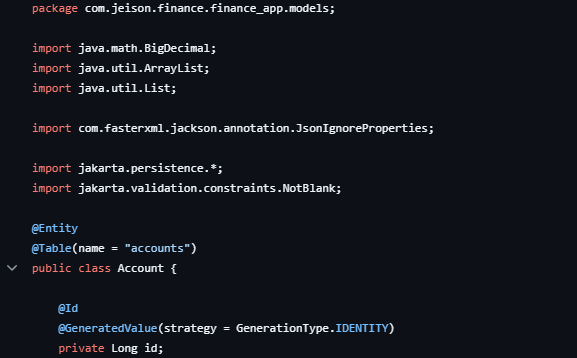 package com.jeison.finance.finance_app.models;
import java.math.BigDecimal;
import java.util.ArrayList;
import java.util.List;
import com.fasterxml.jackson.annotation.JsonIgnoreProperties;
import jakarta.persistence.*;
import jakarta.validation.constraints.NotBlank;
@Entity
@Table(name = "accounts")
public class Account {
@Id
@GeneratedValue(strategy = GenerationType.IDENTITY)
private Long id;